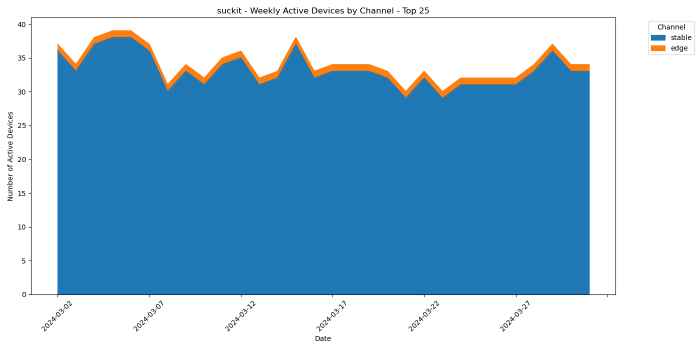 suckit - Weekly Active Devices by Channel - Top 25
Number of Active Devices
40
35
30
25
20
15
10
5
0
2024-03-02
2024-03-07
2024-03-12
2024-03-17
2024-03-22
2024-03-27
Date
Channel
stable
edge